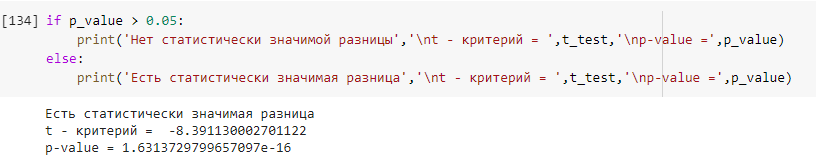 [134] if p_value > 0.05:
print('Нет статистически значимой разницы','\nt - критерий = ',t_test,'\np-value =',p_value)
else:
print('Есть статистически значимая разница','\nt - критерий = ',t_test,'\np-value =',p_value)
Есть статистически значимая разница
t - критерий =  -8.391130002701122
p-value = 1.6313729799657097e-16